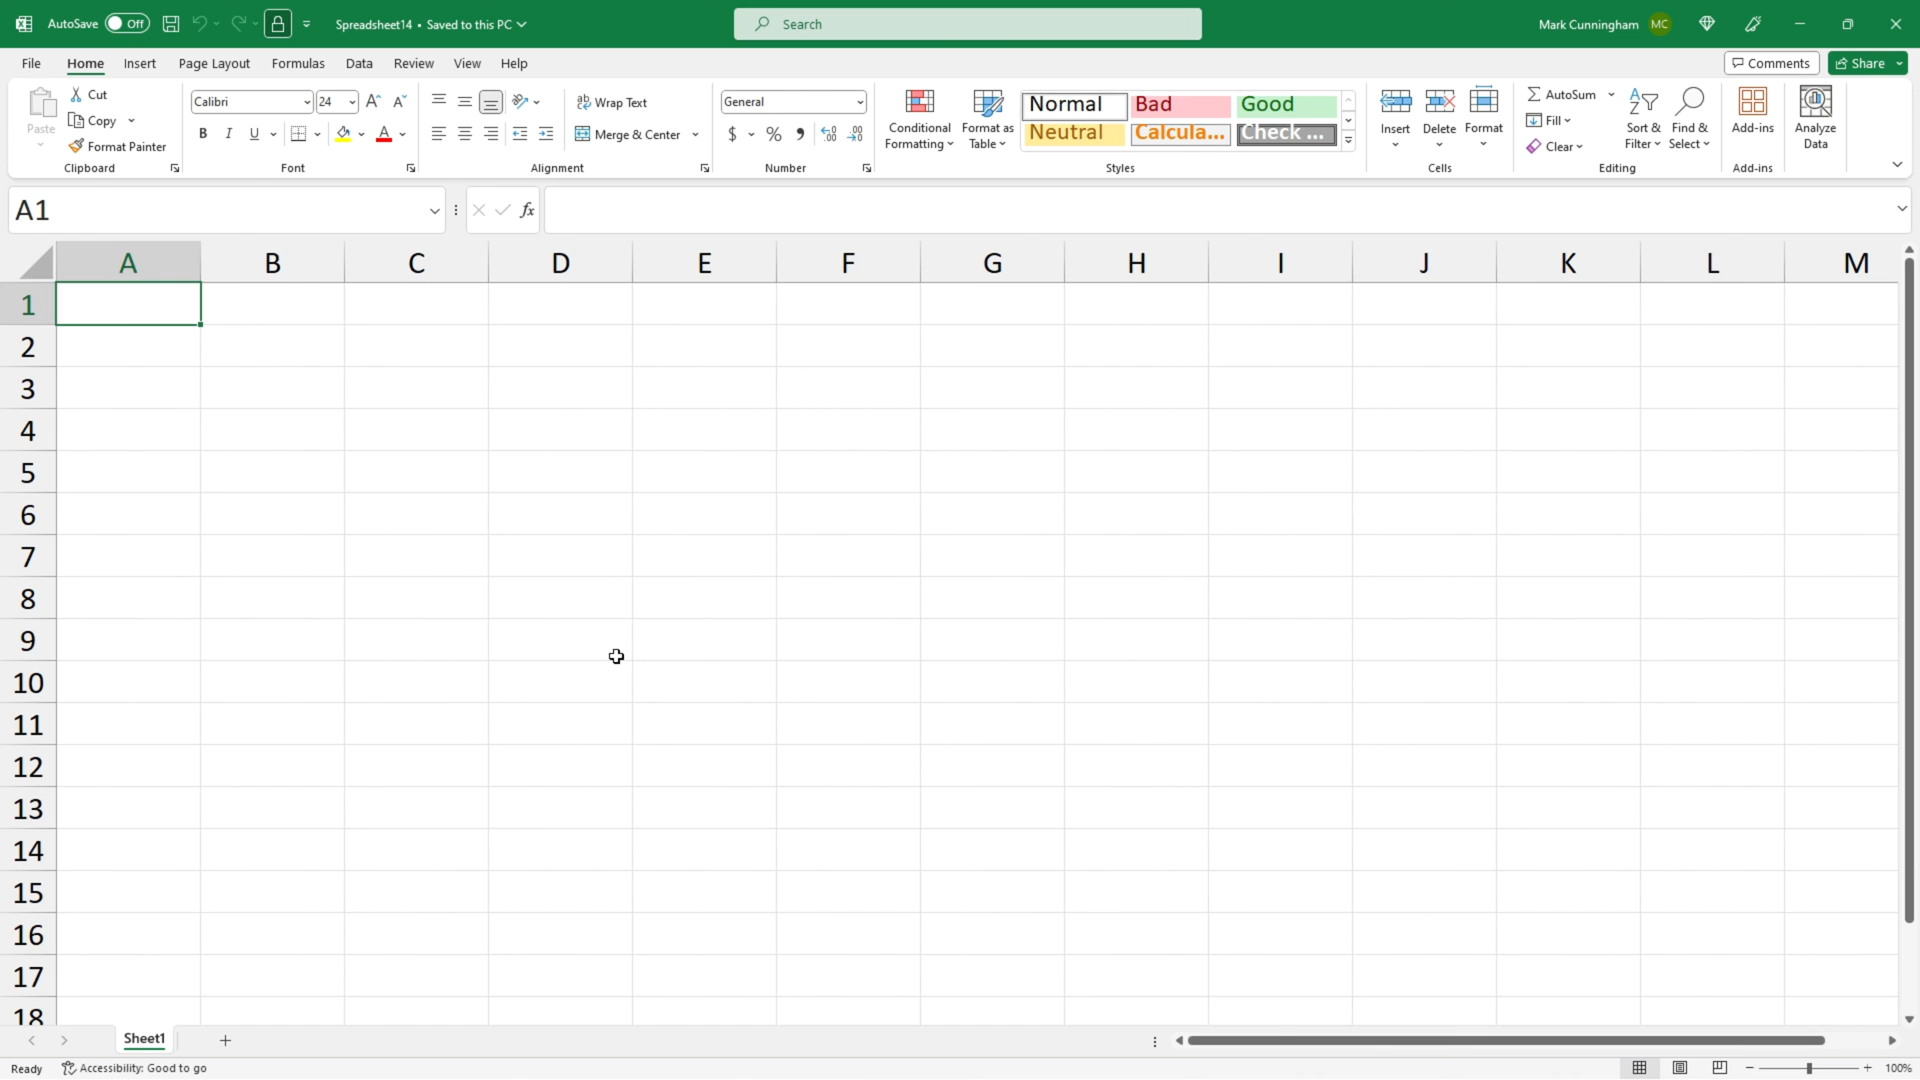 AutoSave Off Spreadsheet14 • Saved to this PC Search Mark Cunningham MC
File Home Insert Page Layout Formulas Data Review View Help Comments Share
Paste
Cut
Copy
Format Painter
Clipboard
Calibri 24
B I U A
Font
ab Wrap Text
Merge & Center
Alignment
General
$ % , .00
Number
Conditional Formatting
Format as Table
Normal Bad Good
Neutral Calcula... Check ...
Styles
Insert Delete Format
Cells
AutoSum
Fill
Clear
Sort & Filter
Find & Select
Editing
Add-ins
Add-ins
Analyze Data
A1 fx
A B C D E F G H I J K L M
1
2
3
4
5
6
7
8
9
10
11
12
13
14
15
16
17
18
Sheet1
Ready Accessibility: Good to go 100%